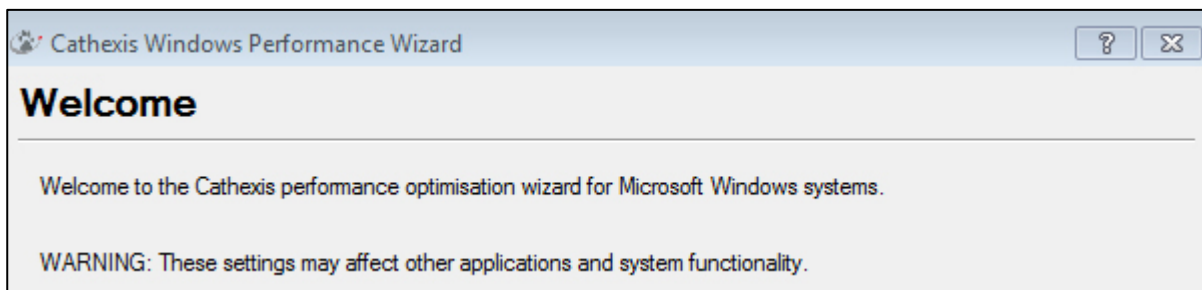 Cathexis Windows Performance Wizard
Welcome
Welcome to the Cathexis performance optimisation wizard for Microsoft Windows systems.
WARNING: These settings may affect other applications and system functionality.